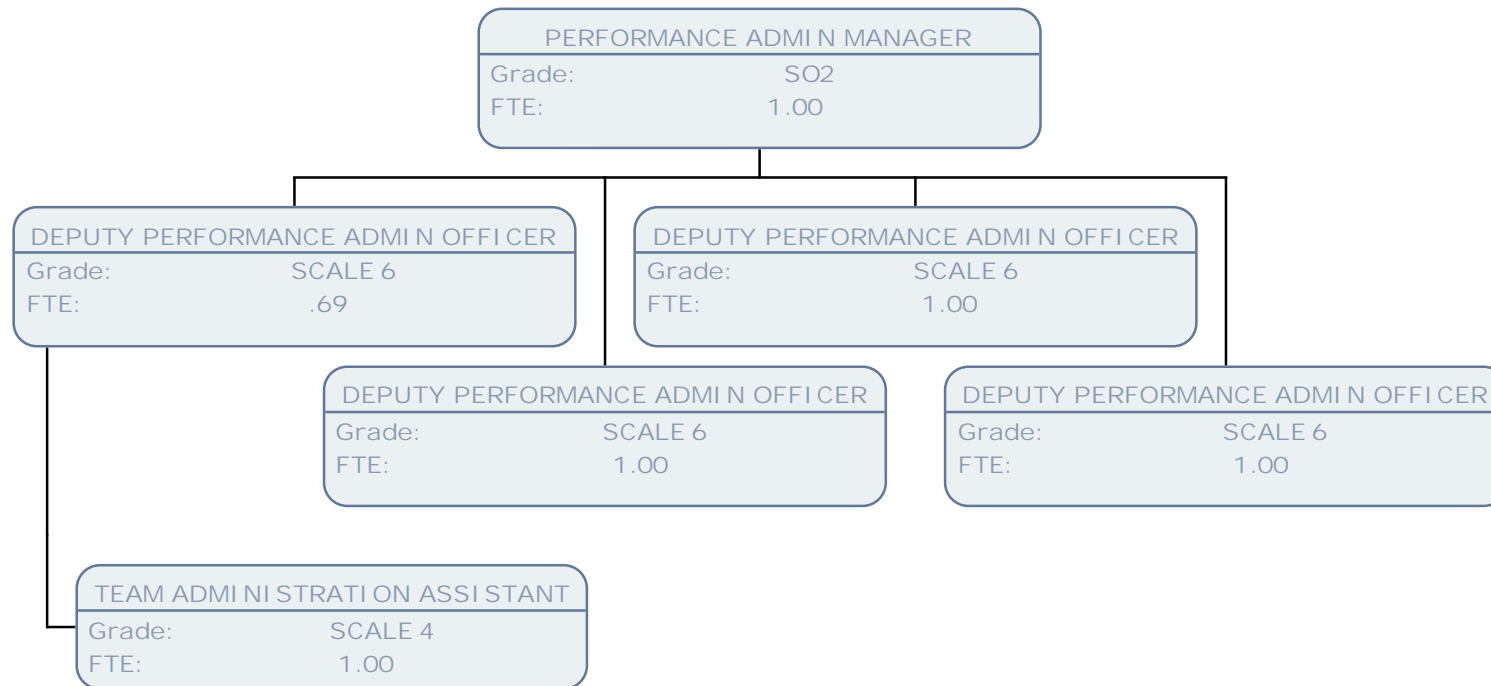 PERFORMANCE ADMIN MANAGER
Grade: SO2
FTE: 1.00
DEPUTY PERFORMANCE ADMIN OFFICER
Grade: SCALE 6
FTE: .69
DEPUTY PERFORMANCE ADMIN OFFICER
Grade: SCALE 6
FTE: 1.00
DEPUTY PERFORMANCE ADMIN OFFICER
Grade: SCALE 6
FTE: 1.00
DEPUTY PERFORMANCE ADMIN OFFICER
Grade: SCALE 6
FTE: 1.00
TEAM ADMINISTRATION ASSISTANT
Grade: SCALE 4
FTE: 1.00